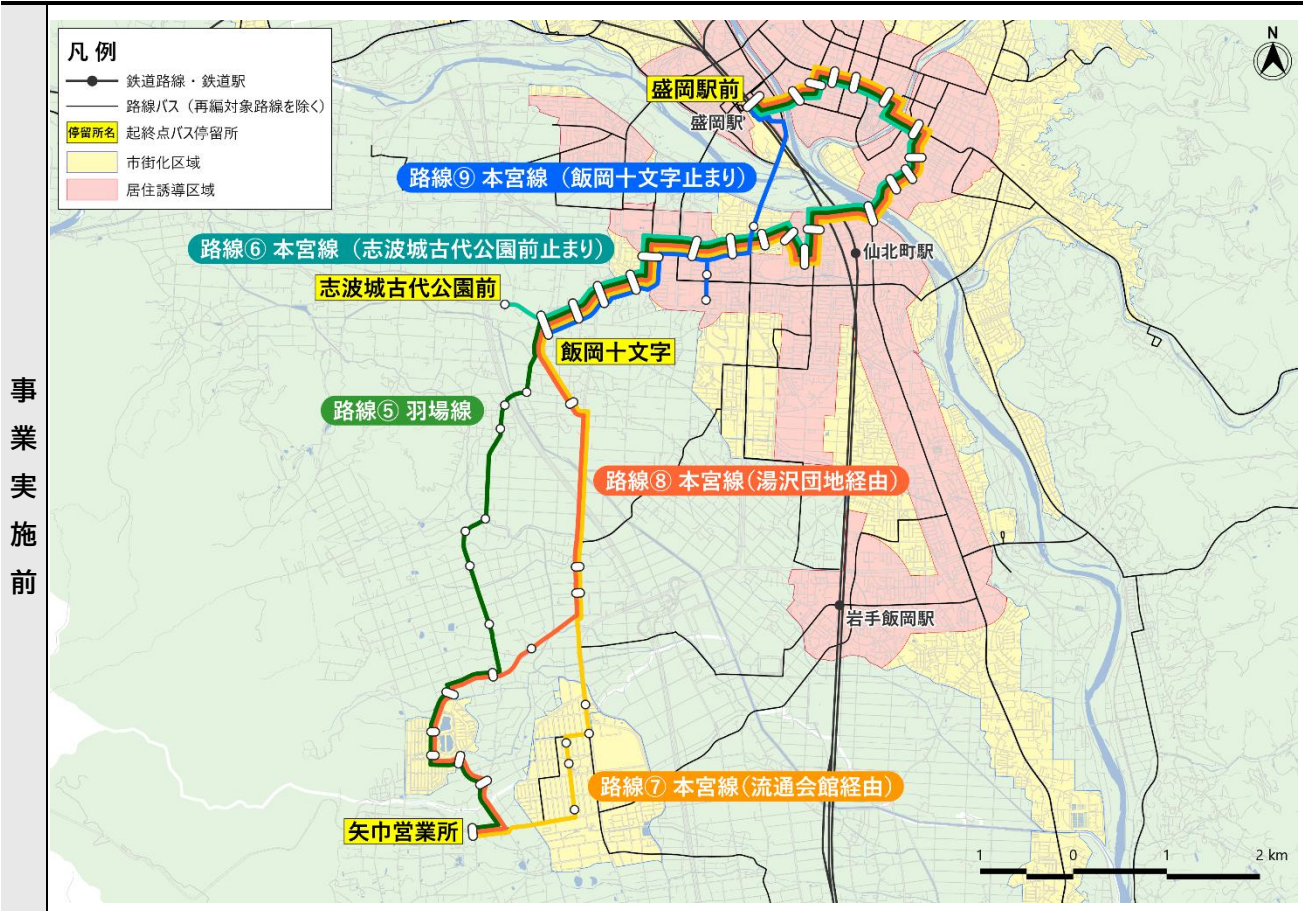 事業実施前
凡例
鉄道路線・鉄道駅
路線バス（再編対象路線を除く）
停留所名 起終点バス停留所
市街化区域
居住誘導区域
N
盛岡駅前
盛岡駅
路線⑨ 本宮線（飯岡十文字止まり）
路線⑥ 本宮線（志波城古代公園前止まり）
仙北町駅
志波城古代公園前
飯岡十文字
路線⑤ 羽場線
路線⑧ 本宮線（湯沢団地経由）
岩手飯岡駅
路線⑦ 本宮線（流通会館経由）
矢巾営業所
1 0 1 2 km